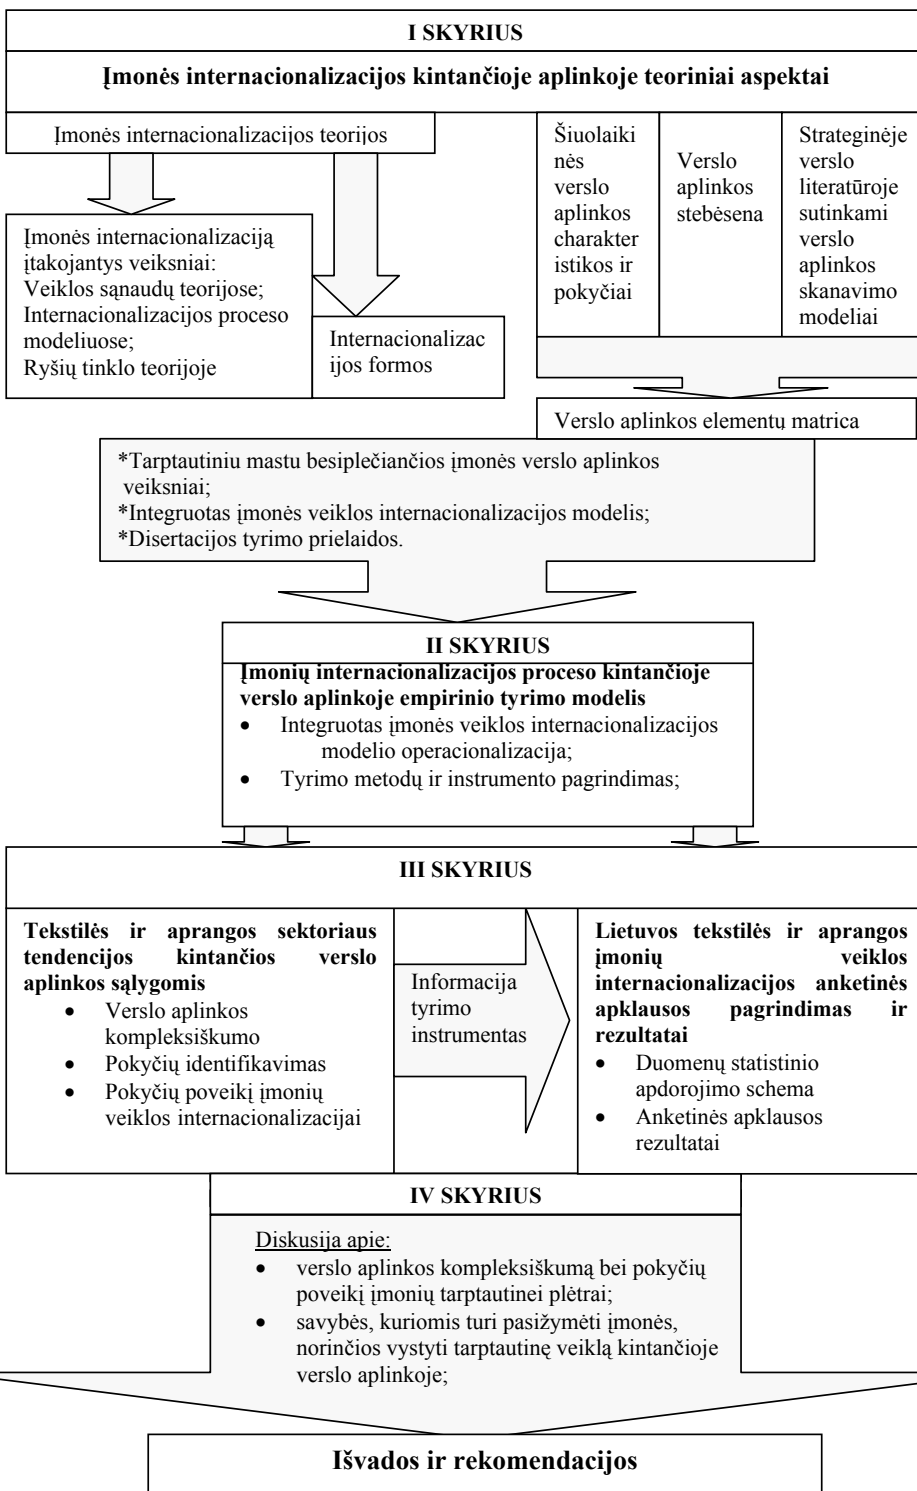 I SKYRIUS
Įmonės internacionalizacijos kintančioje aplinkoje teoriniai aspektai
Įmonės internacionalizacijos teorijos
Įmonės internacionalizaciją
įtakojantys veiksniai:
Veiklos sąnaudų teorijose;
Internacionalizacijos proceso
modeliuose;
Ryšių tinklo teorijoje
Internacionalizac
ijos formos
Šiuolaiki
nės
verslo
aplinkos
charakter
istikos ir
pokyčiai
Verslo
aplinkos
stebėsena
Strateginėje
verslo
literatūroje
sutinkami
verslo
aplinkos
skanavimo
modeliai
Verslo aplinkos elementų matrica
*Tarptautiniu mastu besiplečiančios įmonės verslo aplinkos
veiksniai;
*Integruotas įmonės veiklos internacionalizacijos modelis;
*Disertacijos tyrimo prielaidos.
II SKYRIUS
Įmonių internacionalizacijos proceso kintančioje
verslo aplinkoje empirinio tyrimo modelis
• Integruotas įmonės veiklos internacionalizacijos
modelio operacionalizacija;
• Tyrimo metodų ir instrumento pagrindimas;
III SKYRIUS
Tekstilės ir aprangos sektoriaus
tendencijos kintančios verslo
aplinkos sąlygomis
• Verslo aplinkos
kompleksiškumo
• Pokyčių identifikavimas
• Pokyčių poveikį įmonių
veiklos internacionalizacijai
Informacija
tyrimo
instrumentas
Lietuvos tekstilės ir aprangos
įmonių veiklos
internacionalizacijos anketinės
apklausos pagrindimas ir
rezultatai
• Duomenų statistinio
apdorojimo schema
• Anketinės apklausos
rezultatai
IV SKYRIUS
Diskusija apie:
• verslo aplinkos kompleksiškumą bei pokyčių
poveikį įmonių tarptautinei plėtrai;
• savybės, kuriomis turi pasižymėti įmonės,
norinčios vystyti tarptautinę veiklą kintančioje
verslo aplinkoje;
Išvados ir rekomendacijos